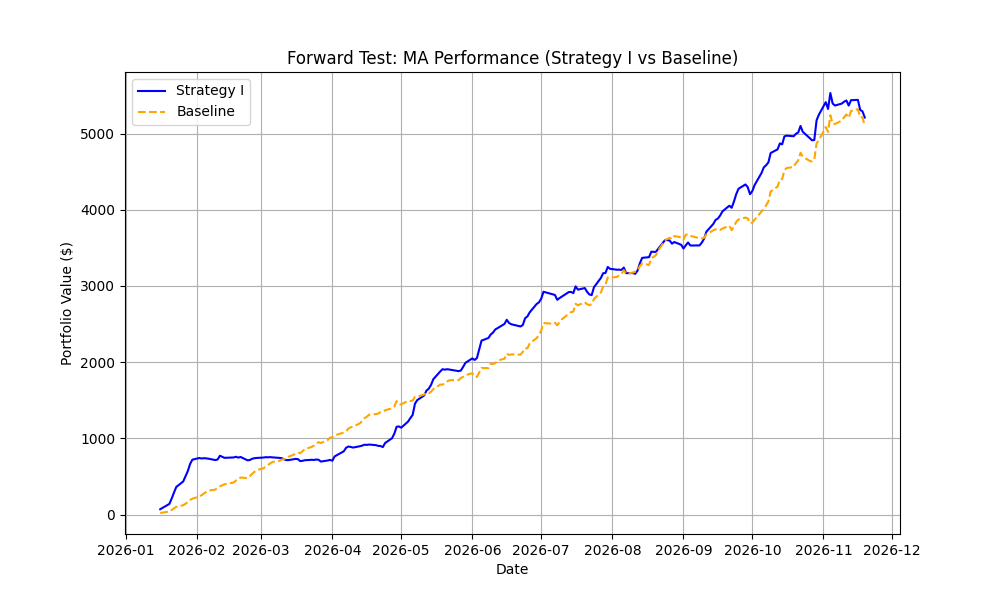 Forward Test: MA Performance (Strategy I vs Baseline)
Strategy I
Baseline
Portfolio Value ($)
5000
4000
3000
2000
1000
0
2026-01 2026-02 2026-03 2026-04 2026-05 2026-06 2026-07 2026-08 2026-09 2026-10 2026-11 2026-12
Date